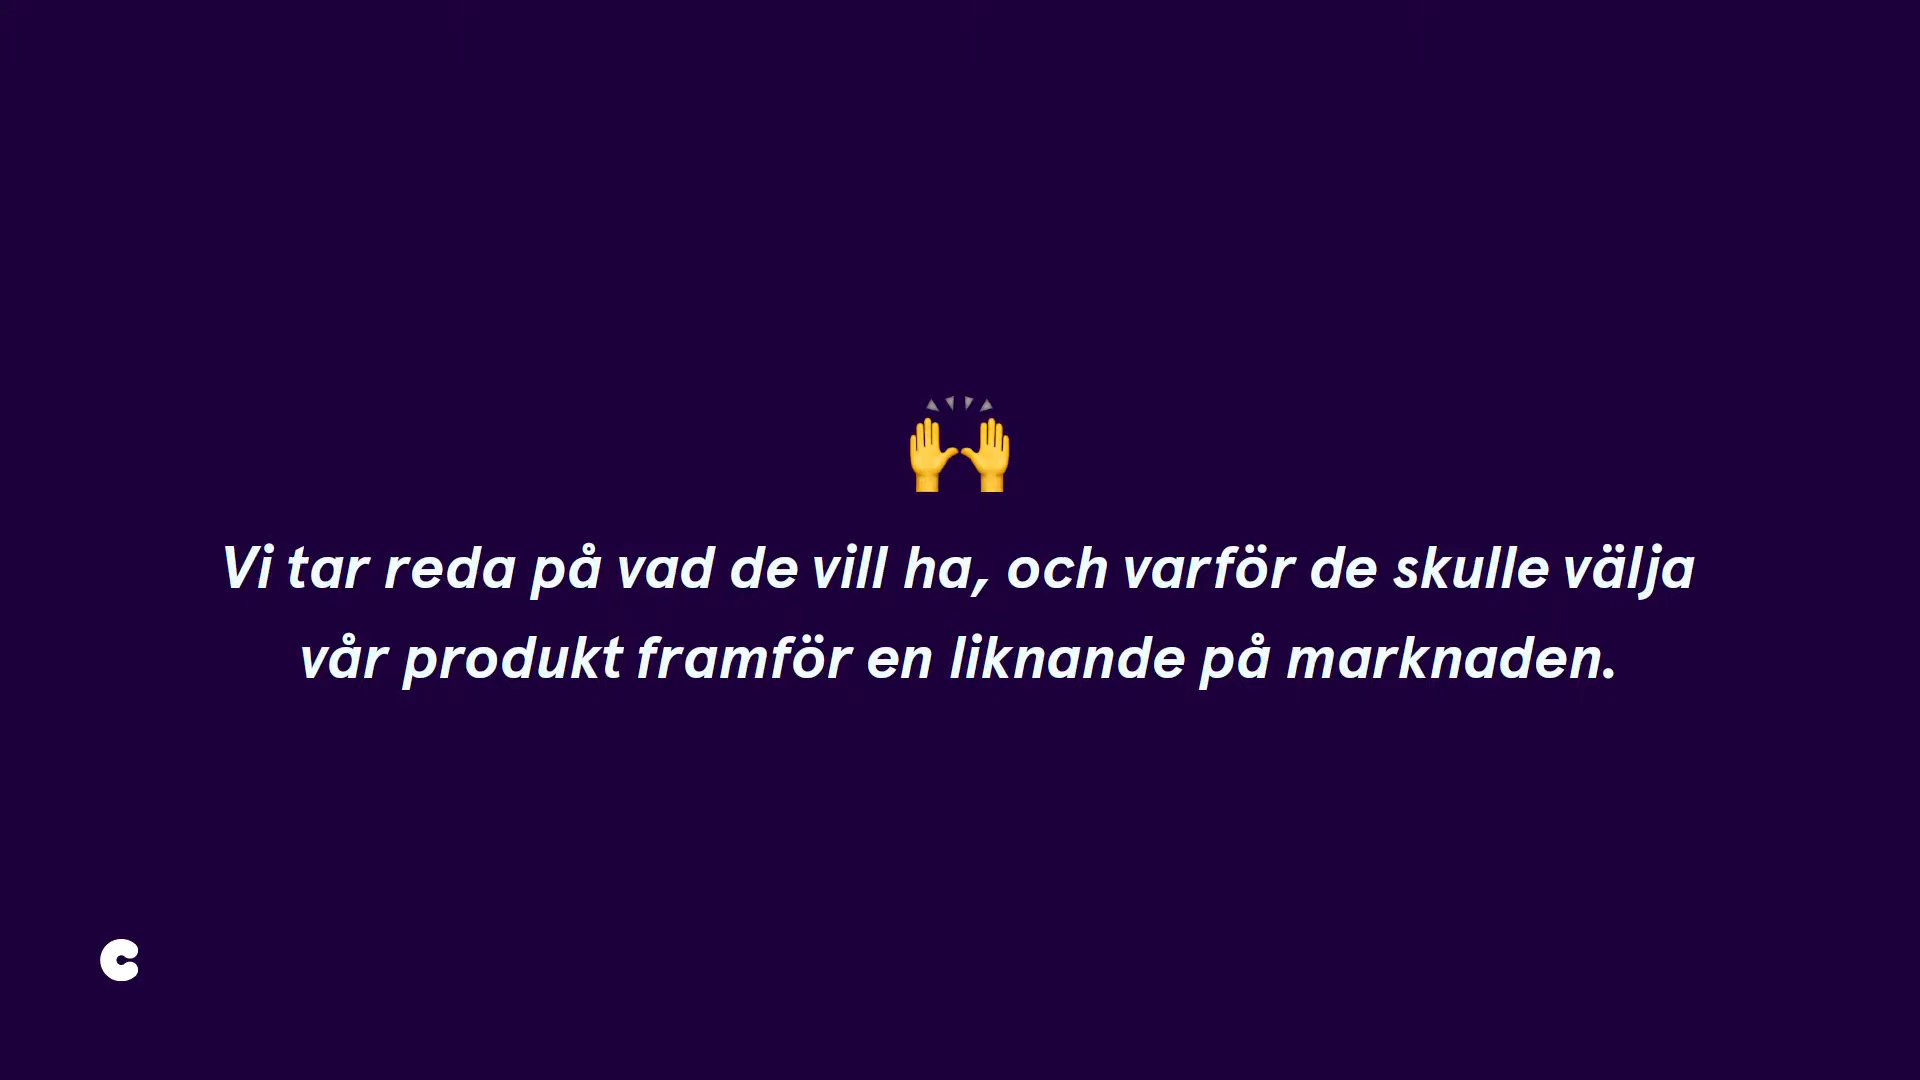 Vi tar reda på vad de vill ha, och varför de skulle välja
vår produkt framför en liknande på marknaden.
C